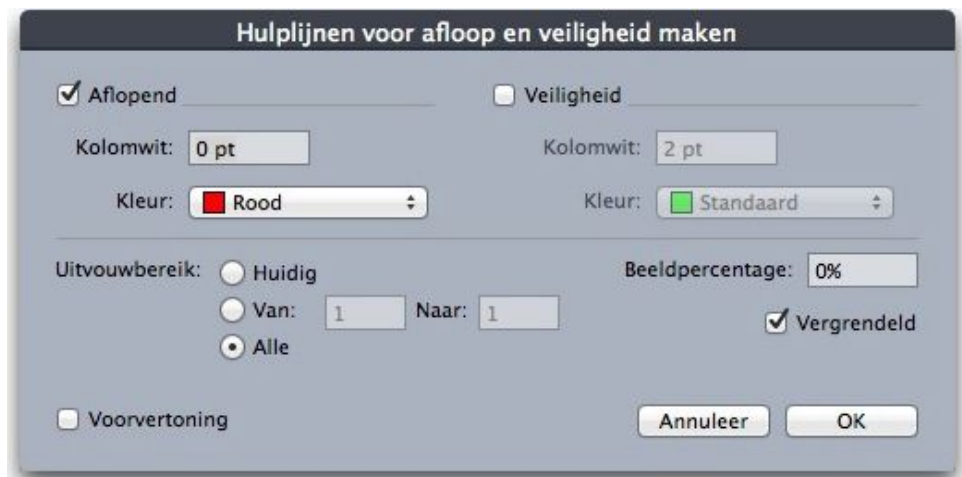 Hulplijnen voor afloop en veiligheid maken
Aflopend
Veiligheid
Kolomwit: 0 pt
Kolomwit: 2 pt
Kleur: Rood
Kleur: Standaard
Uitvouwbereik: Huidig
Van: 1 Naar: 1
Alle
Beeldpercentage: 0%
Vergrendeld
Voorvertoning
Annuleer
OK